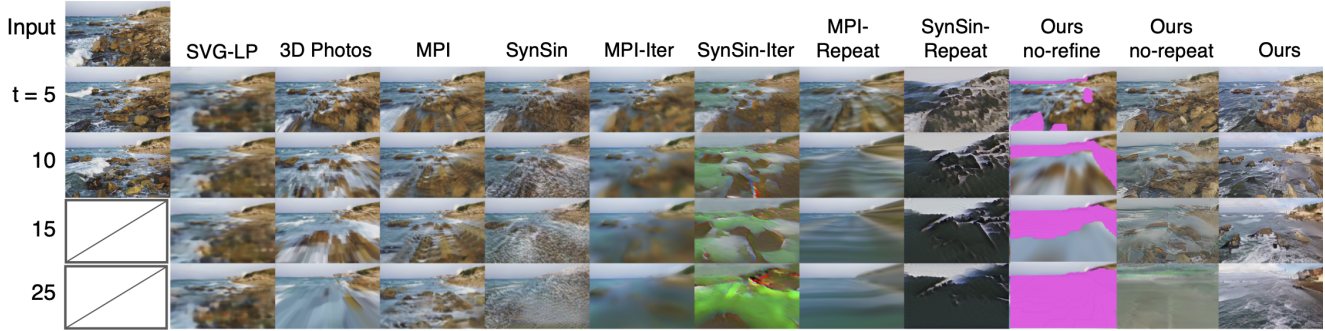 Input
SVG-LP 3D Photos MPI SynSin MPI-Iter SynSin-Iter MPI-Repeat SynSin-Repeat Ours no-refine Ours no-repeat Ours
t = 5
10
15
25